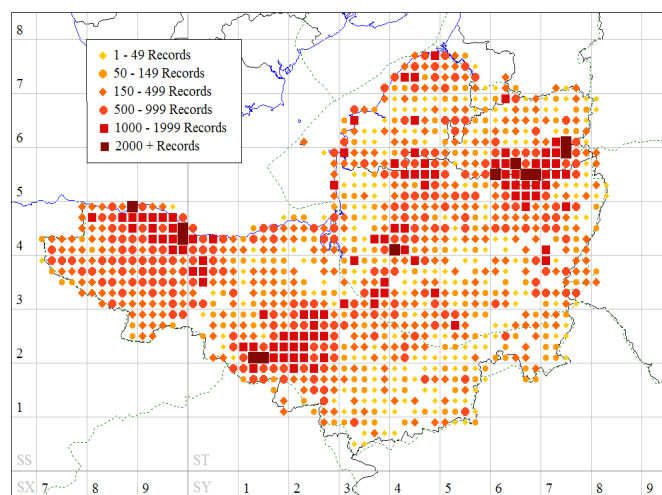 8
1 - 49 Records
50 - 149 Records
7
150 - 499 Records
500 - 999 Records
1000 - 1999 Records
6
2000 + Records
5
4
3
2
1
SS ST
SX 7 8 9 SY 1 2 3 4 5 6 7 8 9